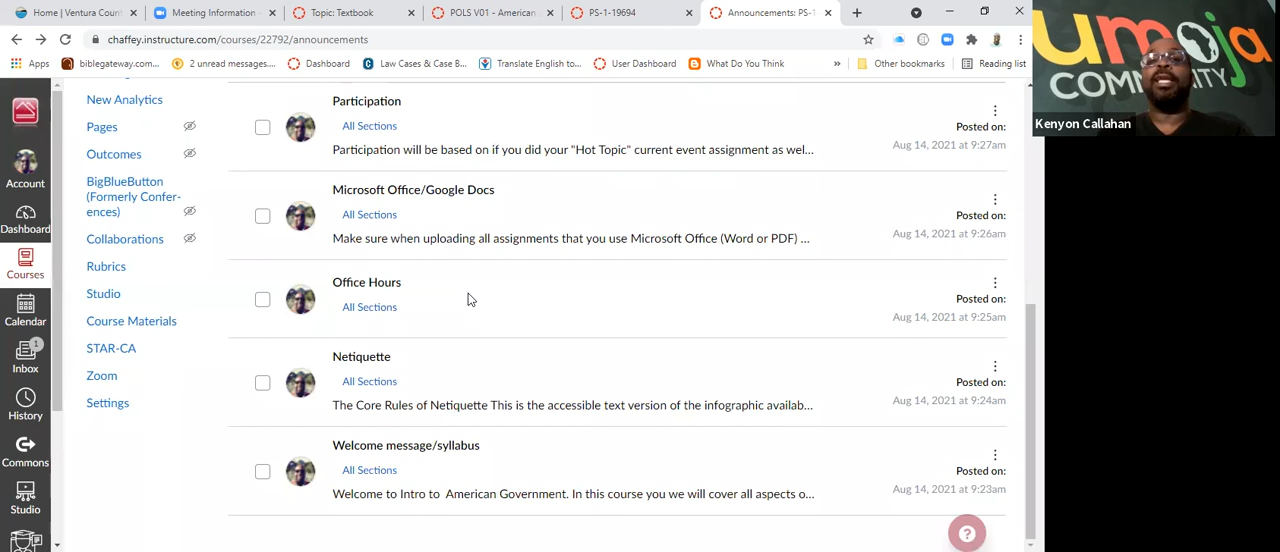 Home | Ventura Coun
Meeting Information -
Topic: Textbook
POLS V01 - American
PS-1-19694
Announcements: PS-1
chaffey.instructure.com/courses/22792/announcements
Apps
biblegateway.com...
2 unread messages....
Dashboard
Law Cases & Case B...
Translate English to...
User Dashboard
What Do You Think
»
Other bookmarks
Reading list
umoja
COMMUNITY
Kenyon Callahan
Account
Dashboard
Courses
Calendar
1
Inbox
History
Commons
Studio
New Analytics
Pages
Outcomes
BigBlueButton
(Formerly Confer-
ences)
Collaborations
Rubrics
Studio
Course Materials
STAR-CA
Zoom
Settings
Participation
All Sections
Participation will be based on if you did your "Hot Topic" current event assignment as wel...
Posted on:
Aug 14, 2021 at 9:27am
Microsoft Office/Google Docs
All Sections
Make sure when uploading all assignments that you use Microsoft Office (Word or PDF) ...
Posted on:
Aug 14, 2021 at 9:26am
Office Hours
All Sections
Posted on:
Aug 14, 2021 at 9:25am
Netiquette
All Sections
The Core Rules of Netiquette This is the accessible text version of the infographic availab...
Posted on:
Aug 14, 2021 at 9:24am
Welcome message/syllabus
All Sections
Welcome to Intro to American Government. In this course you we will cover all aspects o...
Posted on:
Aug 14, 2021 at 9:23am
?